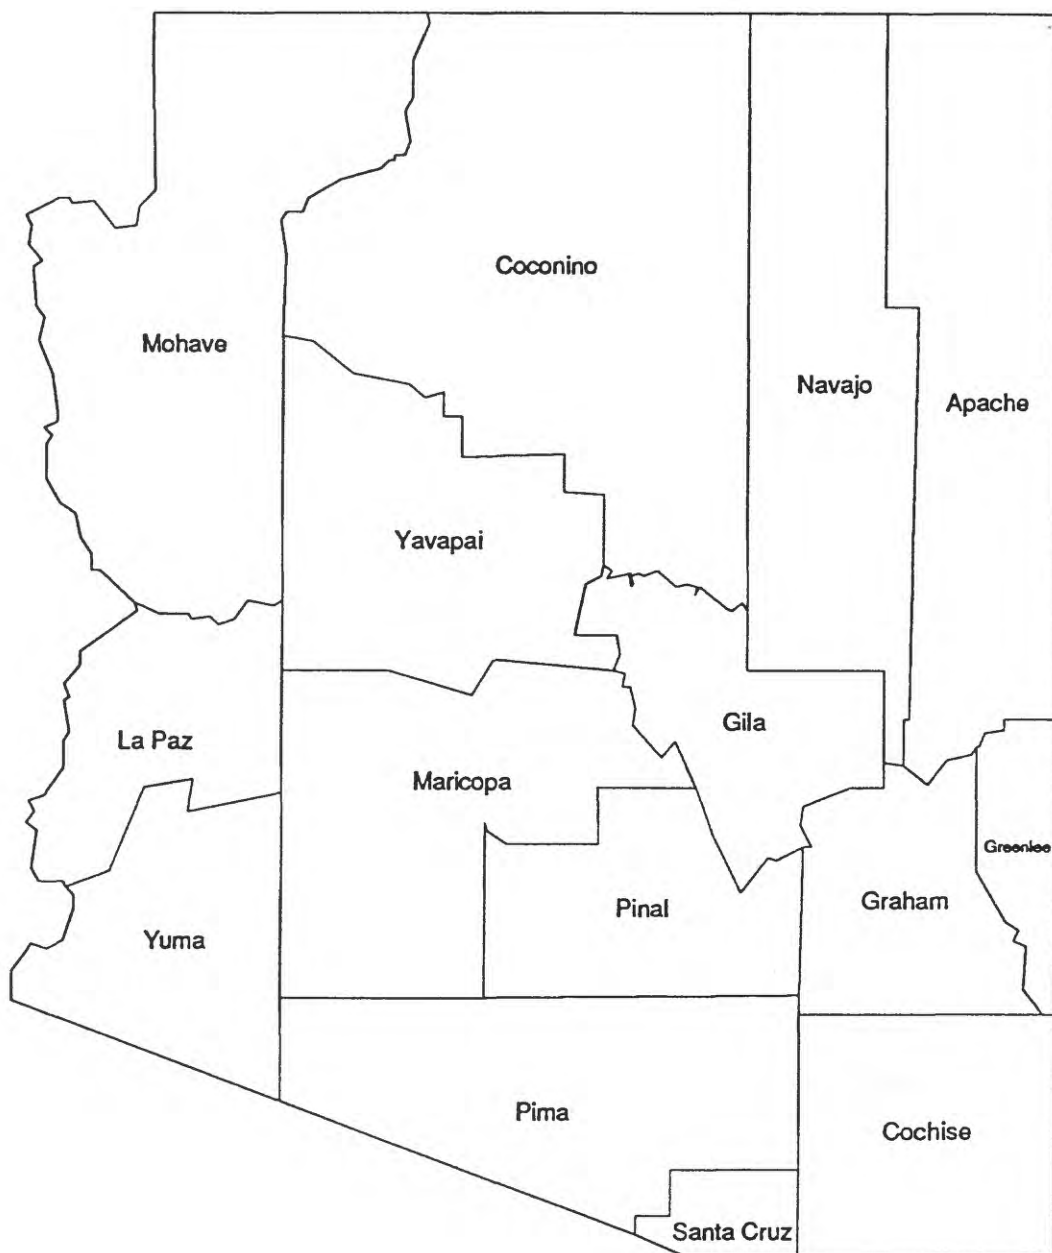 Coconino
Mohave
Navajo
Apache
Yavapai
Gila
La Paz
Maricopa
Greenlee
Graham
Pinal
Yuma
Pima
Cochise
Santa Cruz